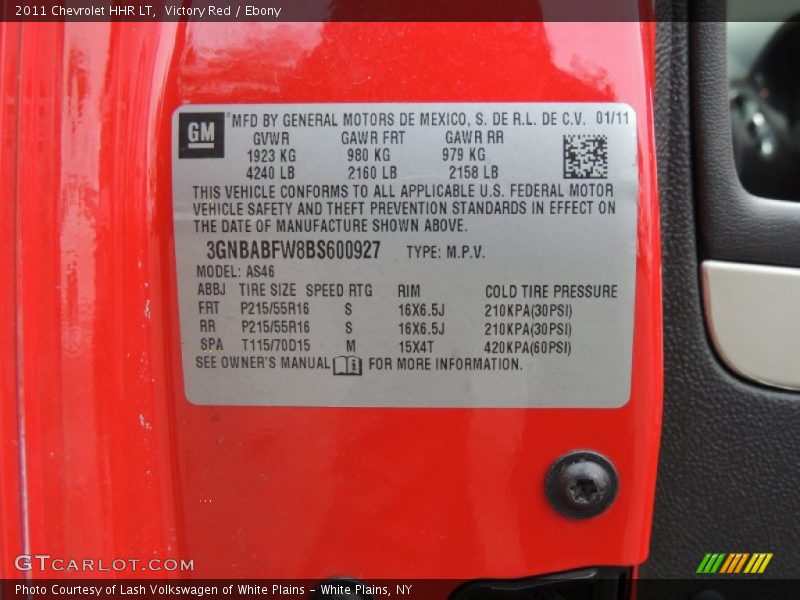 2011 Chevrolet HHR LT, Victory Red / Ebony
GM ® MFD BY GENERAL MOTORS DE MEXICO, S. DE R.L. DE C.V. 01/11
GVWR GAWR FRT GAWR RR
1923 KG 980 KG 979 KG
4240 LB 2160 LB 2158 LB
THIS VEHICLE CONFORMS TO ALL APPLICABLE U.S. FEDERAL MOTOR
VEHICLE SAFETY AND THEFT PREVENTION STANDARDS IN EFFECT ON
THE DATE OF MANUFACTURE SHOWN ABOVE.
3GNBABFW8BS600927 TYPE: M.P.V.
MODEL: AS46
ABBJ TIRE SIZE SPEED RTG RIM COLD TIRE PRESSURE
FRT P215/55R16 S 16X6.5J 210KPA(30PSI)
RR P215/55R16 S 16X6.5J 210KPA(30PSI)
SPA T115/70D15 M 15X4T 420KPA(60PSI)
SEE OWNER'S MANUAL i FOR MORE INFORMATION.
GTCARLOT.COM
Photo Courtesy of Lash Volkswagen of White Plains - White Plains, NY